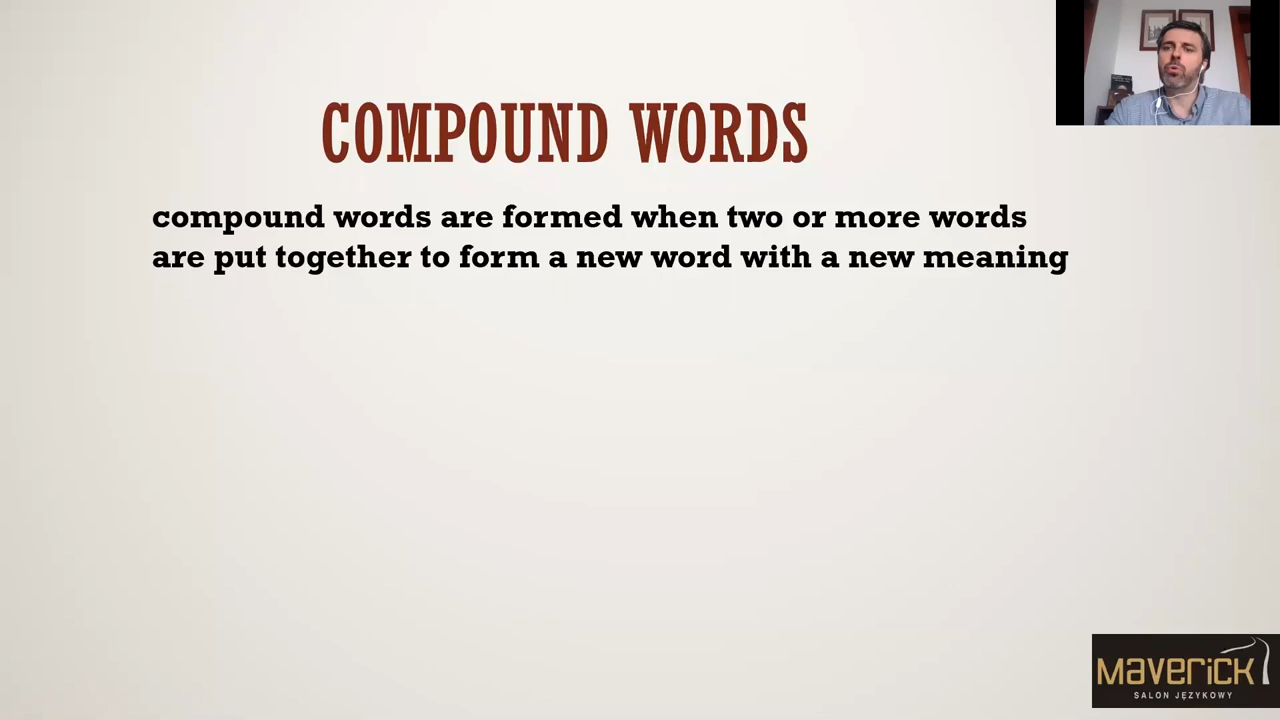 COMPOUND WORDS
compound words are formed when two or more words
are put together to form a new word with a new meaning
MAVERICK
SALON JĘZYKOWY